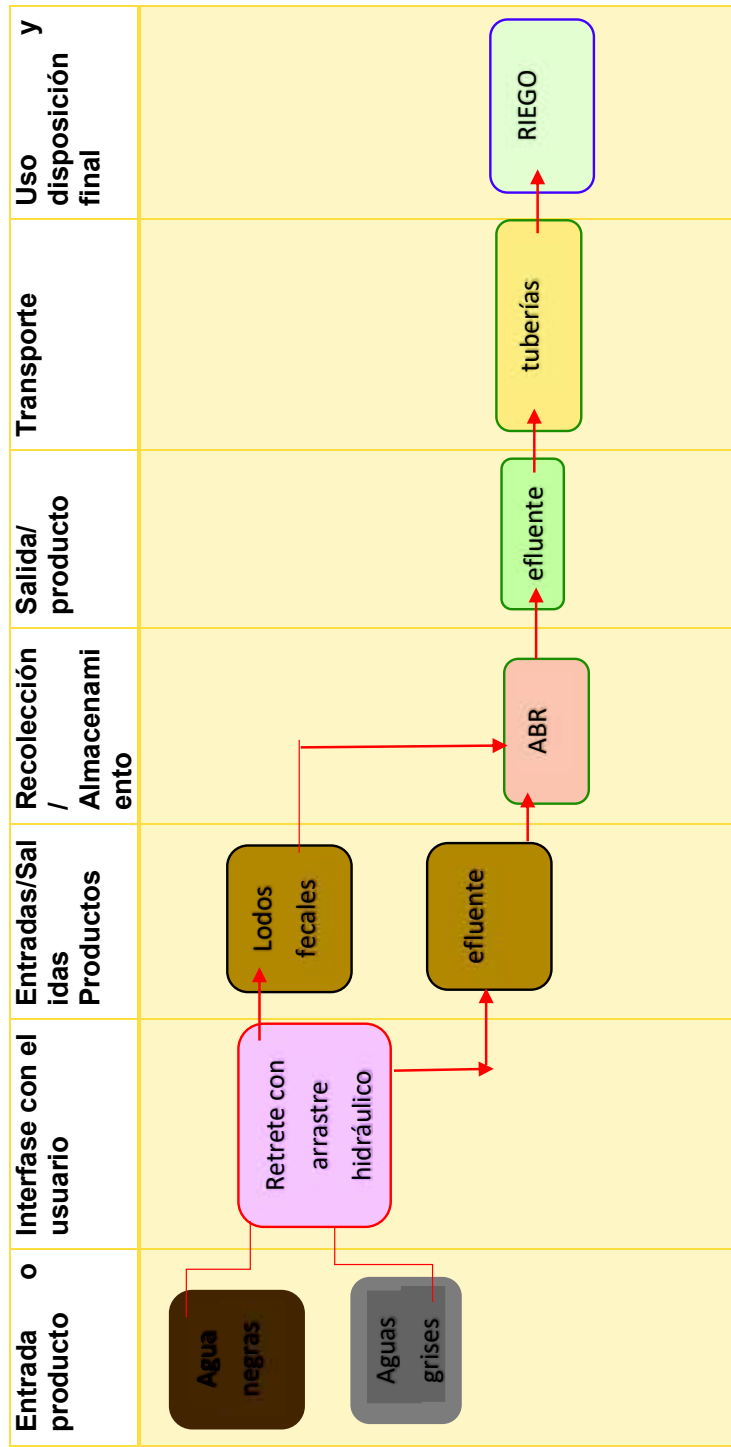 Entrada o
producto
Interfase con el
usuario
Entradas/Sal
idas
Productos
Recolección
/
Almacenami
ento
Salida/
producto
Transporte
Uso y
disposición
final
Agua
negras
Aguas
grises
Retrete con
arrastre
hidráulico
Lodos
fecales
efluente
ABR
efluente
tuberías
RIEGO